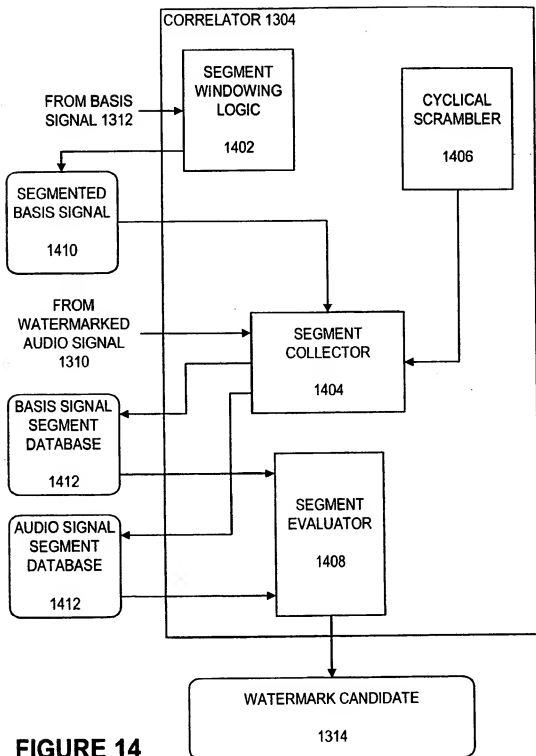 CORRELATOR 1304
SEGMENT
WINDOWING
LOGIC
1402
CYCLICAL
SCRAMBLER
1406
FROM BASIS
SIGNAL 1312
SEGMENTED
BASIS SIGNAL
1410
FROM
WATERMARKED
AUDIO SIGNAL
1310
SEGMENT
COLLECTOR
1404
BASIS SIGNAL
SEGMENT
DATABASE
1412
AUDIO SIGNAL
SEGMENT
DATABASE
1412
SEGMENT
EVALUATOR
1408
WATERMARK CANDIDATE
1314
FIGURE 14